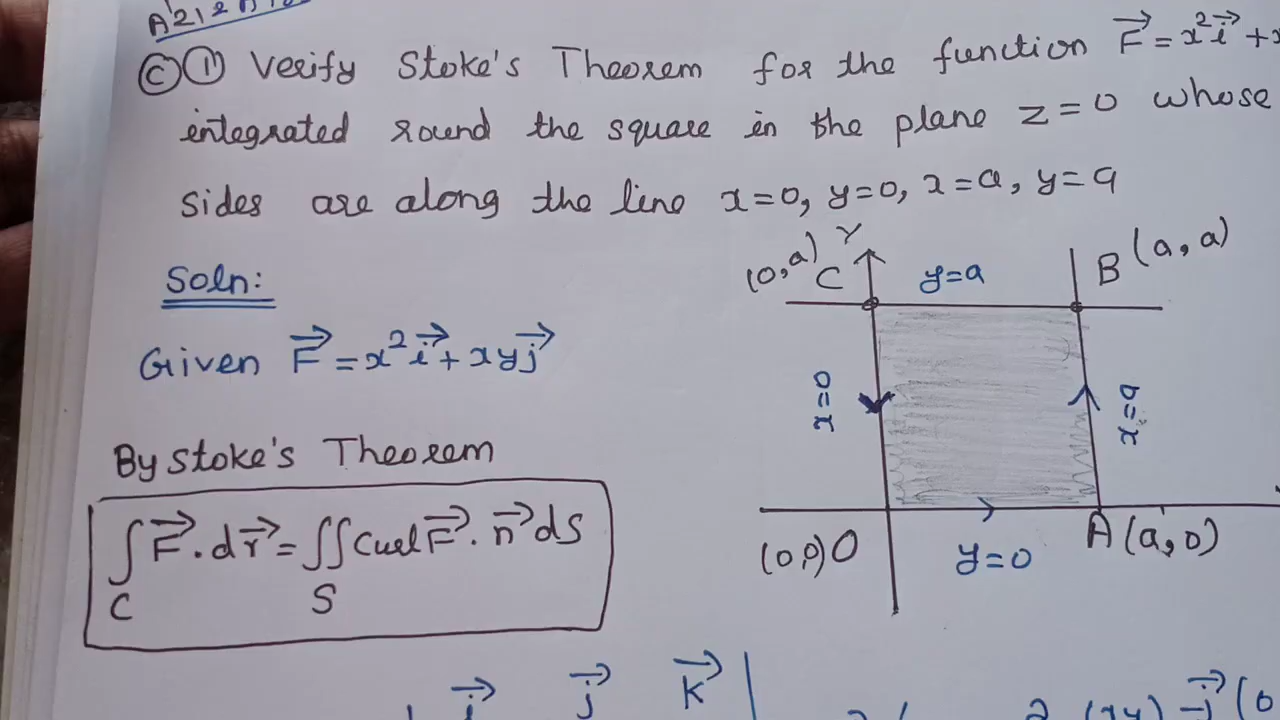 C 1 Verify Stoke's Theorem for the function F⃗ = x²i⃗ +
integrated round the square in the plane z=0 whose
sides are along the line x=0, y=0, x=a, y=a
Soln:
Given F⃗ = x²i⃗ + xyj⃗
By Stoke's Theorem
∫ F⃗ . dr⃗ = ∫∫ Curl F⃗ . n⃗ ds
C S
(0,a) C Y
y=a
B (a,a)
x=0
x=a
(0,0) O
y=0
A (a,0)
i⃗ j⃗ K⃗